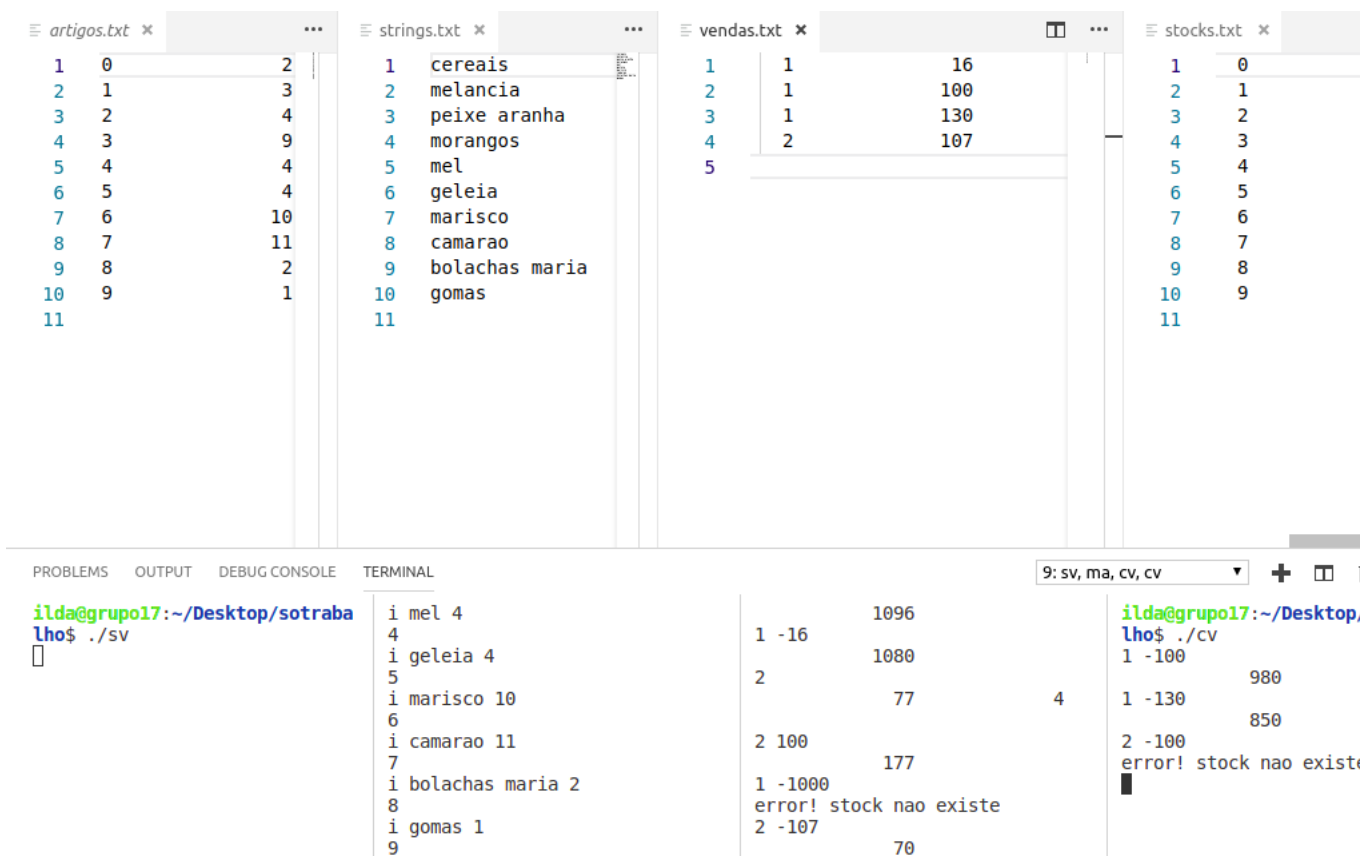 artigos.txt × ...
1 0 2
2 1 3
3 2 4
4 3 9
5 4 4
6 5 4
7 6 10
8 7 11
9 8 2
10 9 1
11
strings.txt × ...
1 cereais
2 melancia
3 peixe aranha
4 morangos
5 mel
6 geleia
7 marisco
8 camarao
9 bolachas maria
10 gomas
11
vendas.txt × ...
1 1 16
2 1 100
3 1 130
4 2 107
5
stocks.txt ×
1 0
2 1
3 2
4 3
5 4
6 5
7 6
8 7
9 8
10 9
11
PROBLEMS OUTPUT DEBUG CONSOLE TERMINAL
9: sv, ma, cv, cv
ilda@grupo17:~/Desktop/sotraba
lho$ ./sv
i mel 4
4
i geleia 4
5
i marisco 10
6
i camarao 11
7
i bolachas maria 2
8
i gomas 1
9
1096
1 -16
1080
2
77 4
2 100
177
1 -1000
error! stock nao existe
2 -107
70
ilda@grupo17:~/Desktop/
lho$ ./cv
1 -100
980
1 -130
850
2 -100
error! stock nao existe